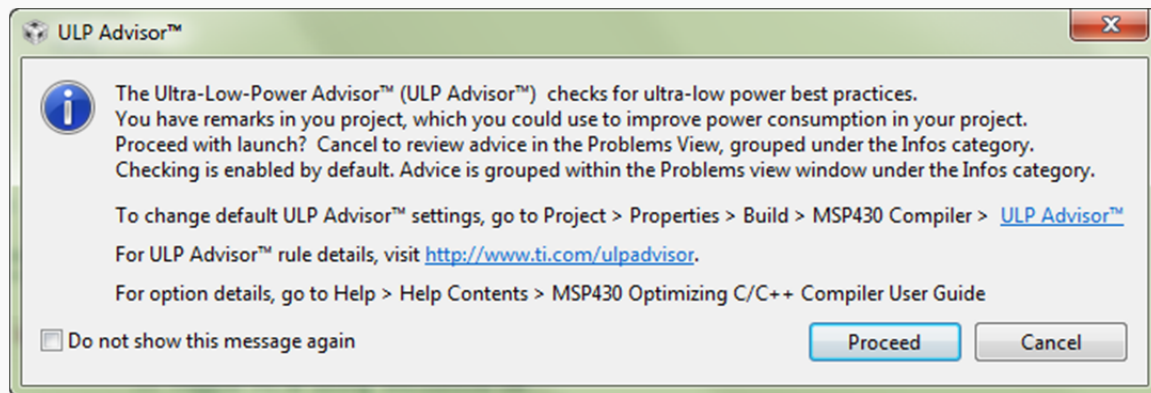 ULP Advisor™
The Ultra-Low-Power Advisor™ (ULP Advisor™) checks for ultra-low power best practices.
You have remarks in you project, which you could use to improve power consumption in your project.
Proceed with launch? Cancel to review advice in the Problems View, grouped under the Infos category.
Checking is enabled by default. Advice is grouped within the Problems view window under the Infos category.
To change default ULP Advisor™ settings, go to Project > Properties > Build > MSP430 Compiler > ULP Advisor™
For ULP Advisor™ rule details, visit http://www.ti.com/ulpadvisor.
For option details, go to Help > Help Contents > MSP430 Optimizing C/C++ Compiler User Guide
Do not show this message again
Proceed
Cancel